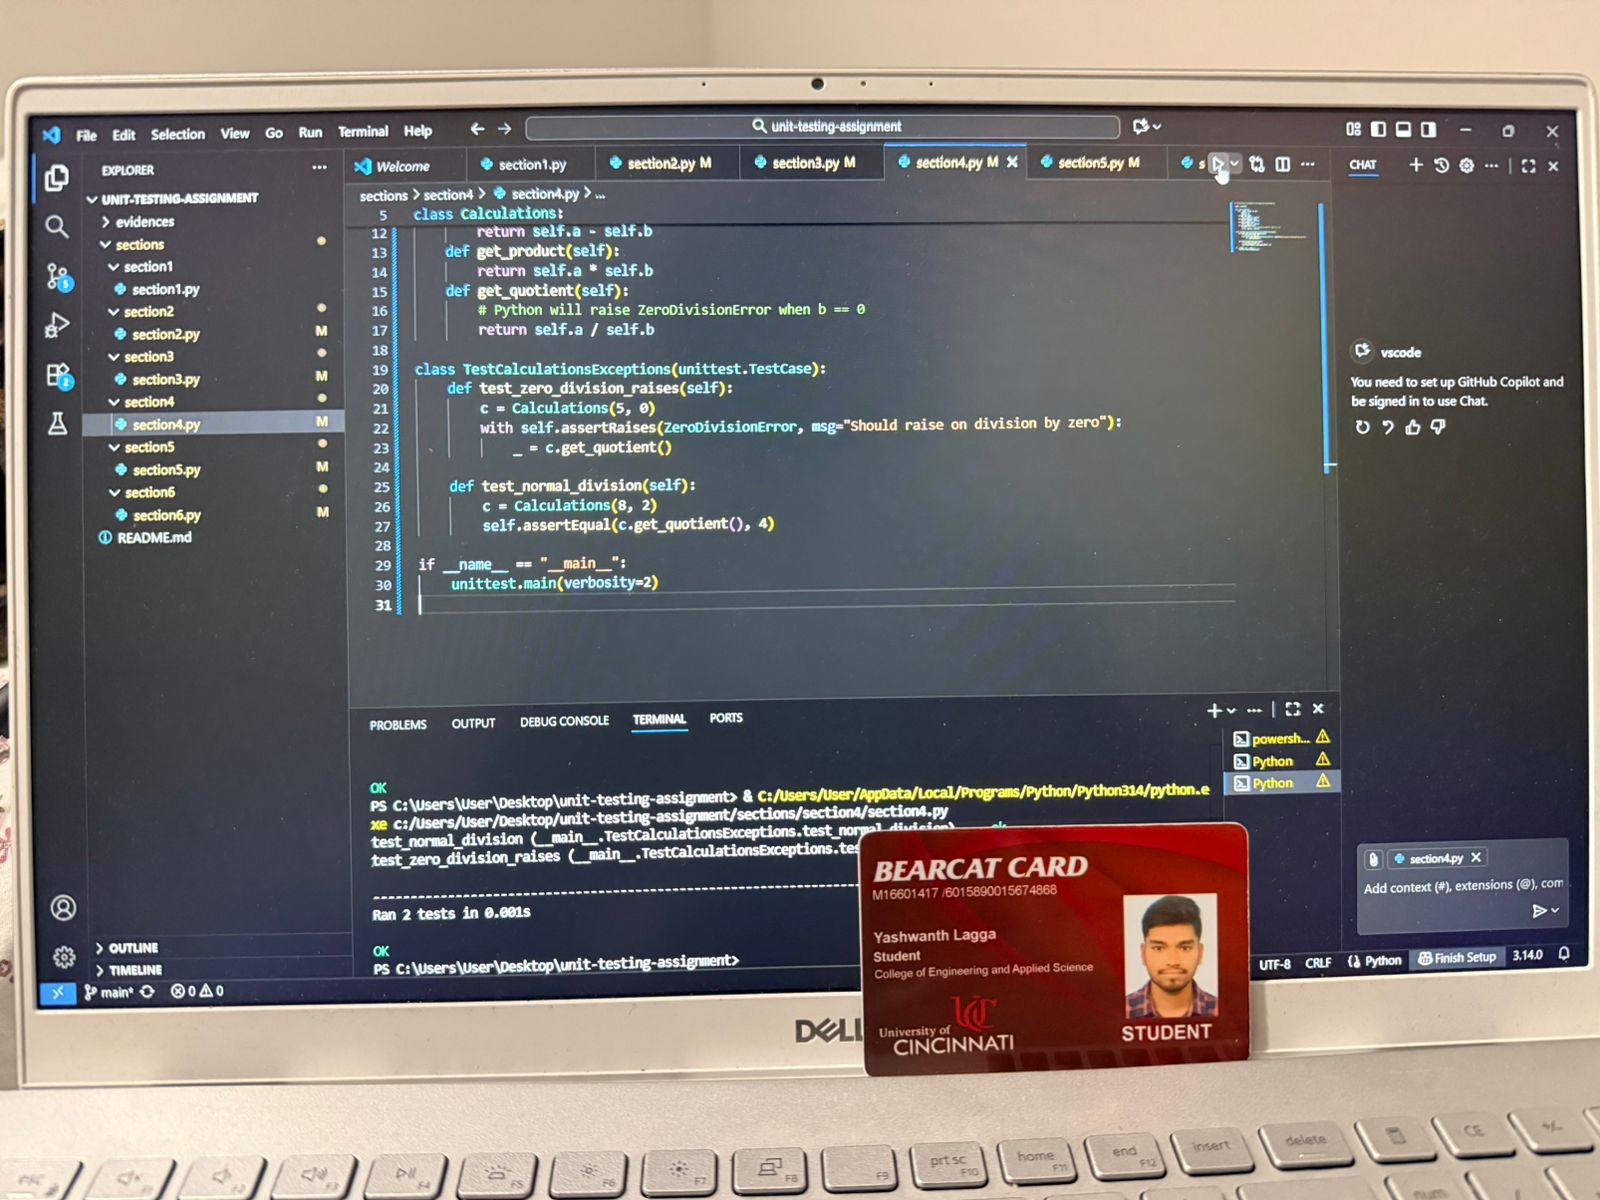 File Edit Selection View Go Run Terminal Help
unit-testing-assignment
EXPLORER
UNIT-TESTING-ASSIGNMENT
evidences
sections
section1
section1.py
section2
section2.py M
section3
section3.py M
section4
section4.py M
section5
section5.py M
section6
section6.py M
README.md
OUTLINE
TIMELINE
Welcome section1.py section2.py M section3.py M section4.py M section5.py M s
sections > section4 > section4.py > ...
5 class Calculations:
12 return self.a - self.b
13 def get_product(self):
14 return self.a * self.b
15 def get_quotient(self):
16 # Python will raise ZeroDivisionError when b == 0
17 return self.a / self.b
18
19 class TestCalculationsExceptions(unittest.TestCase):
20 def test_zero_division_raises(self):
21 c = Calculations(5, 0)
22 with self.assertRaises(ZeroDivisionError, msg="Should raise on division by zero"):
23 _ = c.get_quotient()
24
25 def test_normal_division(self):
26 c = Calculations(8, 2)
27 self.assertEqual(c.get_quotient(), 4)
28
29 if __name__ == "__main__":
30 unittest.main(verbosity=2)
31
CHAT
vscode
You need to set up GitHub Copilot and
be signed in to use Chat.
section4.py
Add context (#), extensions (@), com
PROBLEMS OUTPUT DEBUG CONSOLE TERMINAL PORTS
powersh...
Python
Python
OK
PS C:\Users\User\Desktop\unit-testing-assignment> & C:/Users/User/AppData/Local/Programs/Python/Python314/python.e
xe c:/Users/User/Desktop/unit-testing-assignment/sections/section4/section4.py
test_normal_division (__main__.TestCalculationsExceptions.test_normal_division) ... ok
test_zero_division_raises (__main__.TestCalculationsExceptions.tes
----------------------------------------------------------------------
Ran 2 tests in 0.001s
OK
PS C:\Users\User\Desktop\unit-testing-assignment>
main* 0 0
UTF-8 CRLF Python Finish Setup 3.14.0
DELL
BEARCAT CARD
M16601417 /6015890015674868
Yashwanth Lagga
Student
College of Engineering and Applied Science
UC
University of
CINCINNATI
STUDENT
F3 F4 F5 F6 F7 F8 F9
prt sc F10
home F11
end F12
insert
delete
CE